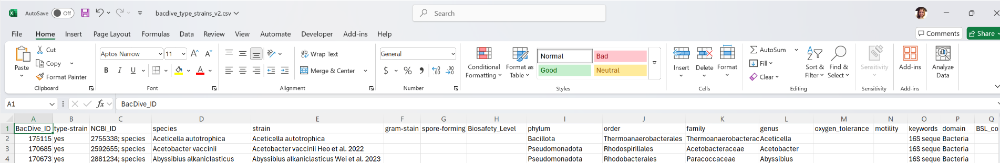 AutoSave Off bacdive_type_strains_v2.csv Search
File Home Insert Page Layout Formulas Data Review View Automate Developer Add-ins Help Comments Share
Paste Cut Copy Format Painter Clipboard
Aptos Narrow 11 A A B I U A Font
ab Wrap Text Merge & Center Alignment
General $ % , .00 .00 Number
Conditional Formatting Format as Table Normal Bad Good Neutral Styles
Insert Delete Format Cells
AutoSum Fill Clear Sort & Filter Find & Select Editing
Sensitivity Sensitivity
Add-ins Add-ins
Analyze Data
A1 fx BacDive_ID
A B C D E F G H I J K L M N O P Q
1 BacDive_ID type-strain NCBI_ID species strain gram-stain spore-forming Biosafety_Level phylum order family genus oxygen_tolerance motility keywords domain BSL_co
2 175115 yes 2755338; species Aceticella autotrophica Aceticella autotrophica Bacillota Thermoanaerobacterales Thermoanaerobacterac Aceticella 16S seque Bacteria
3 170685 yes 2592655; species Acetobacter vaccinii Acetobacter vaccinii Heo et al. 2022 Pseudomonadota Rhodospirillales Acetobacteraceae Acetobacter 16S seque Bacteria
4 170673 yes 2881234; species Abyssibius alkaniclasticus Abyssibius alkaniclasticus Wei et al. 2023 Pseudomonadota Rhodobacterales Paracoccaceae Abyssibius 16S seque Bacteria